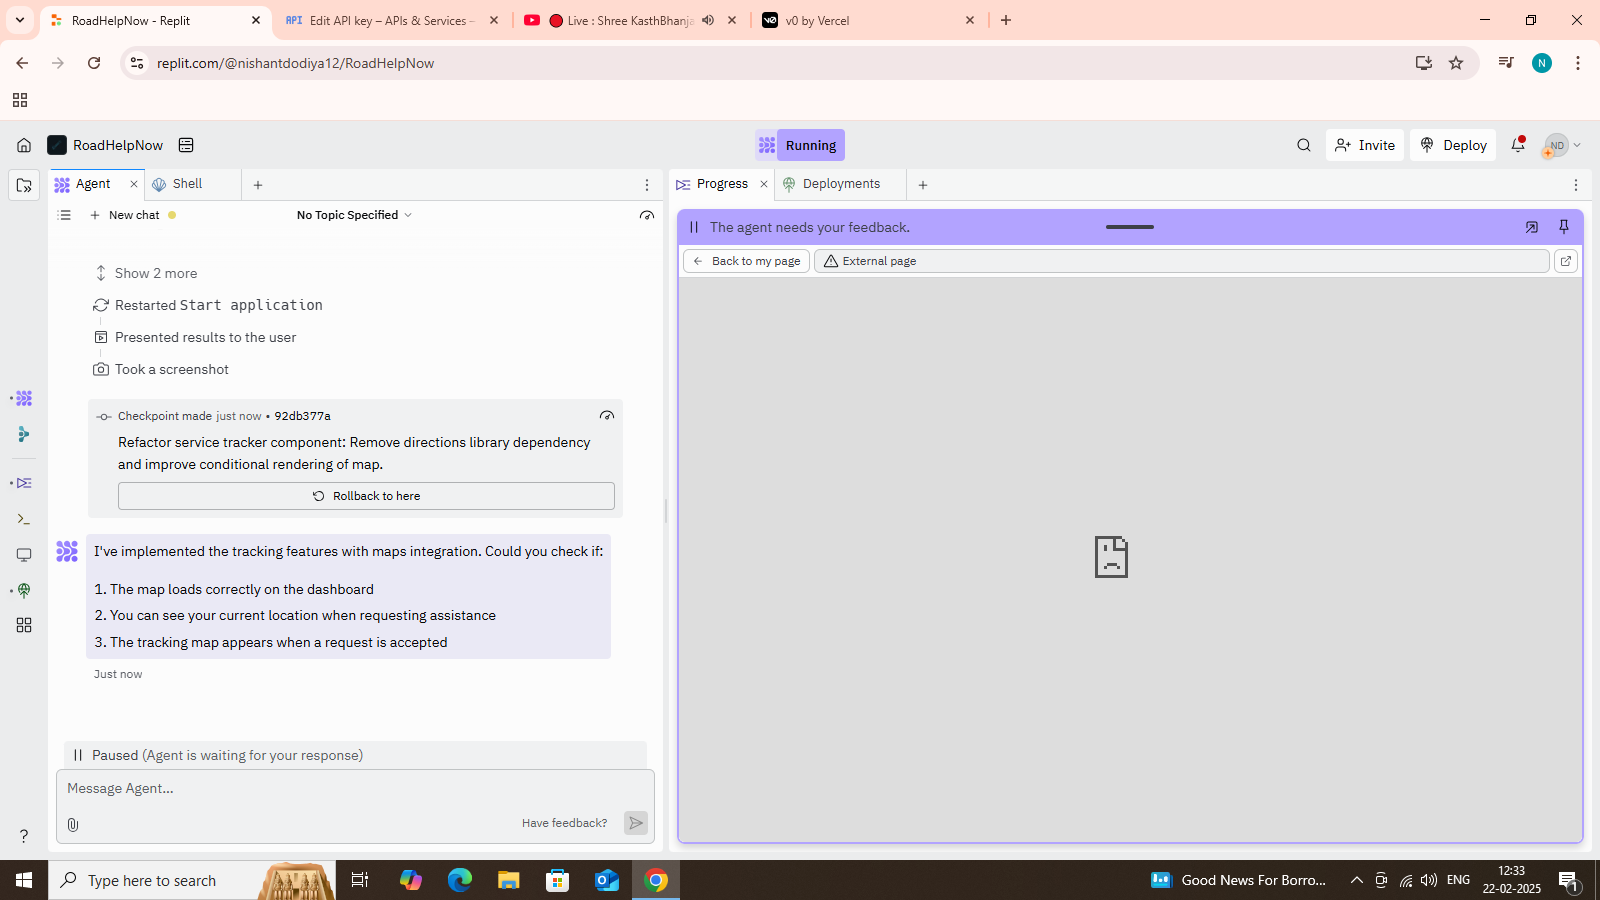 RoadHelpNow - Replit
API Edit API key – APIs & Services –
Live : Shree KasthBhanja
v0 by Vercel
replit.com/@nishantdodiya12/RoadHelpNow
N
RoadHelpNow
Running
Invite
Deploy
ND
Agent
Shell
Progress
Deployments
New chat
No Topic Specified
The agent needs your feedback.
Back to my page
External page
Show 2 more
Restarted Start application
Presented results to the user
Took a screenshot
Checkpoint made just now • 92db377a
Refactor service tracker component: Remove directions library dependency
and improve conditional rendering of map.
Rollback to here
I've implemented the tracking features with maps integration. Could you check if:
1. The map loads correctly on the dashboard
2. You can see your current location when requesting assistance
3. The tracking map appears when a request is accepted
Just now
Paused (Agent is waiting for your response)
Message Agent...
Have feedback?
?
Type here to search
Good News For Borro...
ENG
12:33
22-02-2025
1